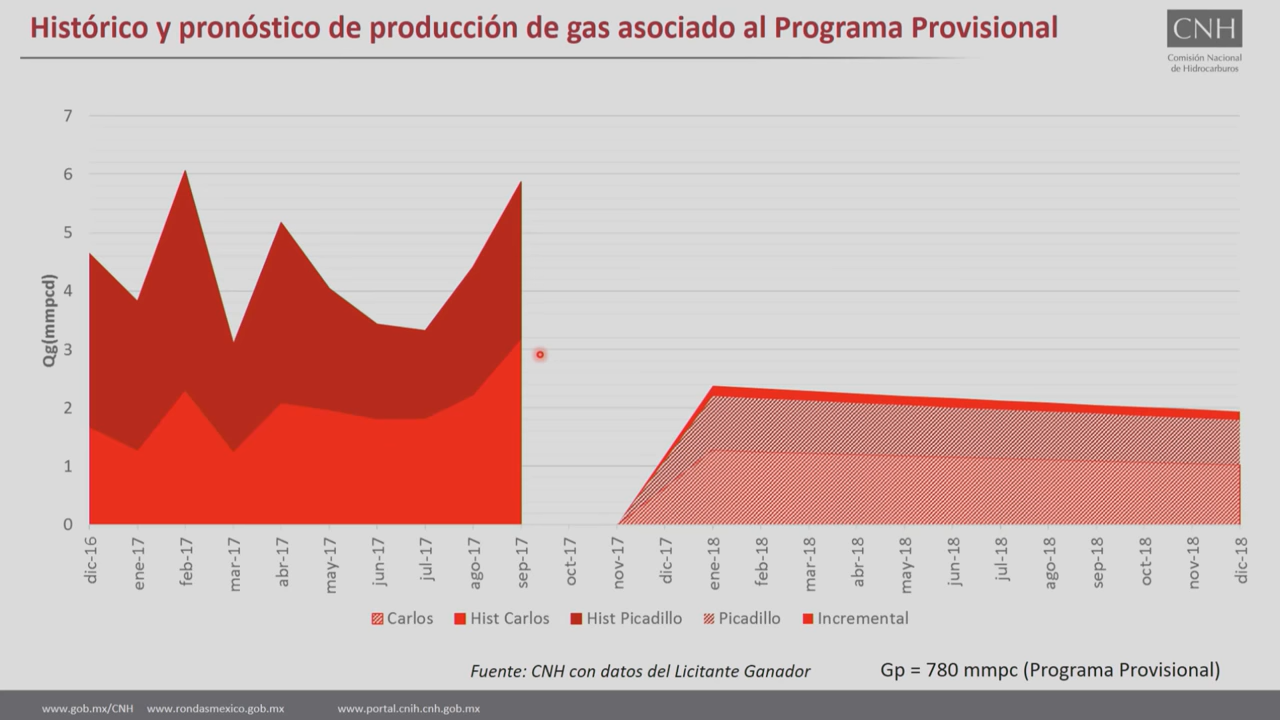 Histórico y pronóstico de producción de gas asociado al Programa Provisional
CNH
Comisión Nacional
de Hidrocarburos
7
6
5
4
3
2
1
0
Qg(mmpcd)
dic-16
ene-17
feb-17
mar-17
abr-17
may-17
jun-17
jul-17
ago-17
sep-17
oct-17
nov-17
dic-17
ene-18
feb-18
mar-18
abr-18
may-18
jun-18
jul-18
ago-18
sep-18
oct-18
nov-18
dic-18
Carlos Hist Carlos Hist Picadillo Picadillo Incremental
Fuente: CNH con datos del Licitante Ganador
Gp = 780 mmpc (Programa Provisional)
www.gob.mx/CNH www.rondasmexico.gob.mx www.portal.cnih.cnh.gob.mx